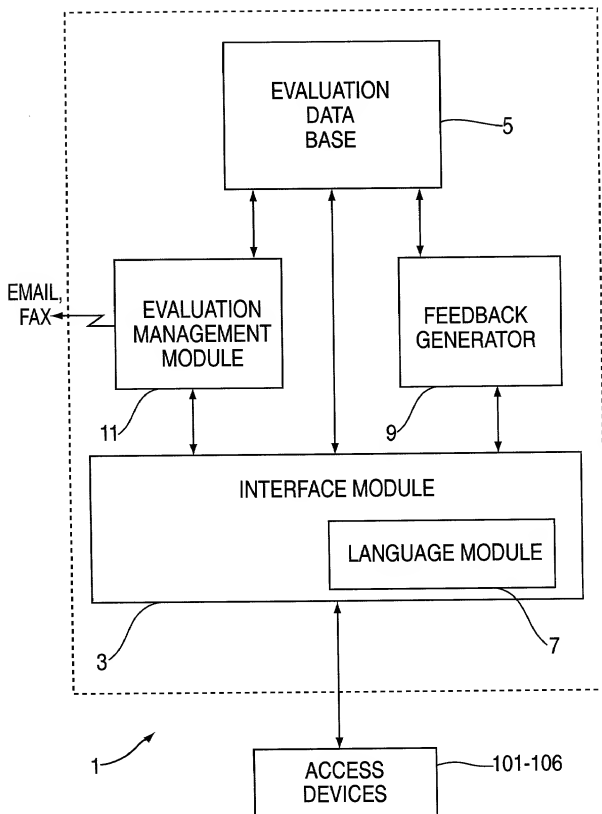 EVALUATION
DATA
BASE
5
EMAIL,
FAX
EVALUATION
MANAGEMENT
MODULE
FEEDBACK
GENERATOR
11
9
INTERFACE MODULE
LANGUAGE MODULE
3
7
1
ACCESS
DEVICES
101-106